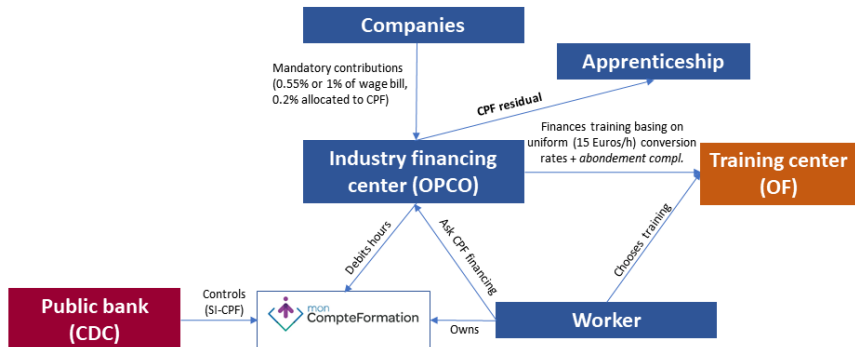 Companies
Mandatory contributions
(0.55% or 1% of wage bill,
0.2% allocated to CPF)
CPF residual
Apprenticeship
Industry financing
center (OPCO)
Finances training basing on
uniform (15 Euros/h) conversion
rates + abondement compl.
Training center
(OF)
Debits hours
Ask CPF financing
Chooses training
Public bank
(CDC)
Controls
(SI-CPF)
mon
CompteFormation
Owns
Worker